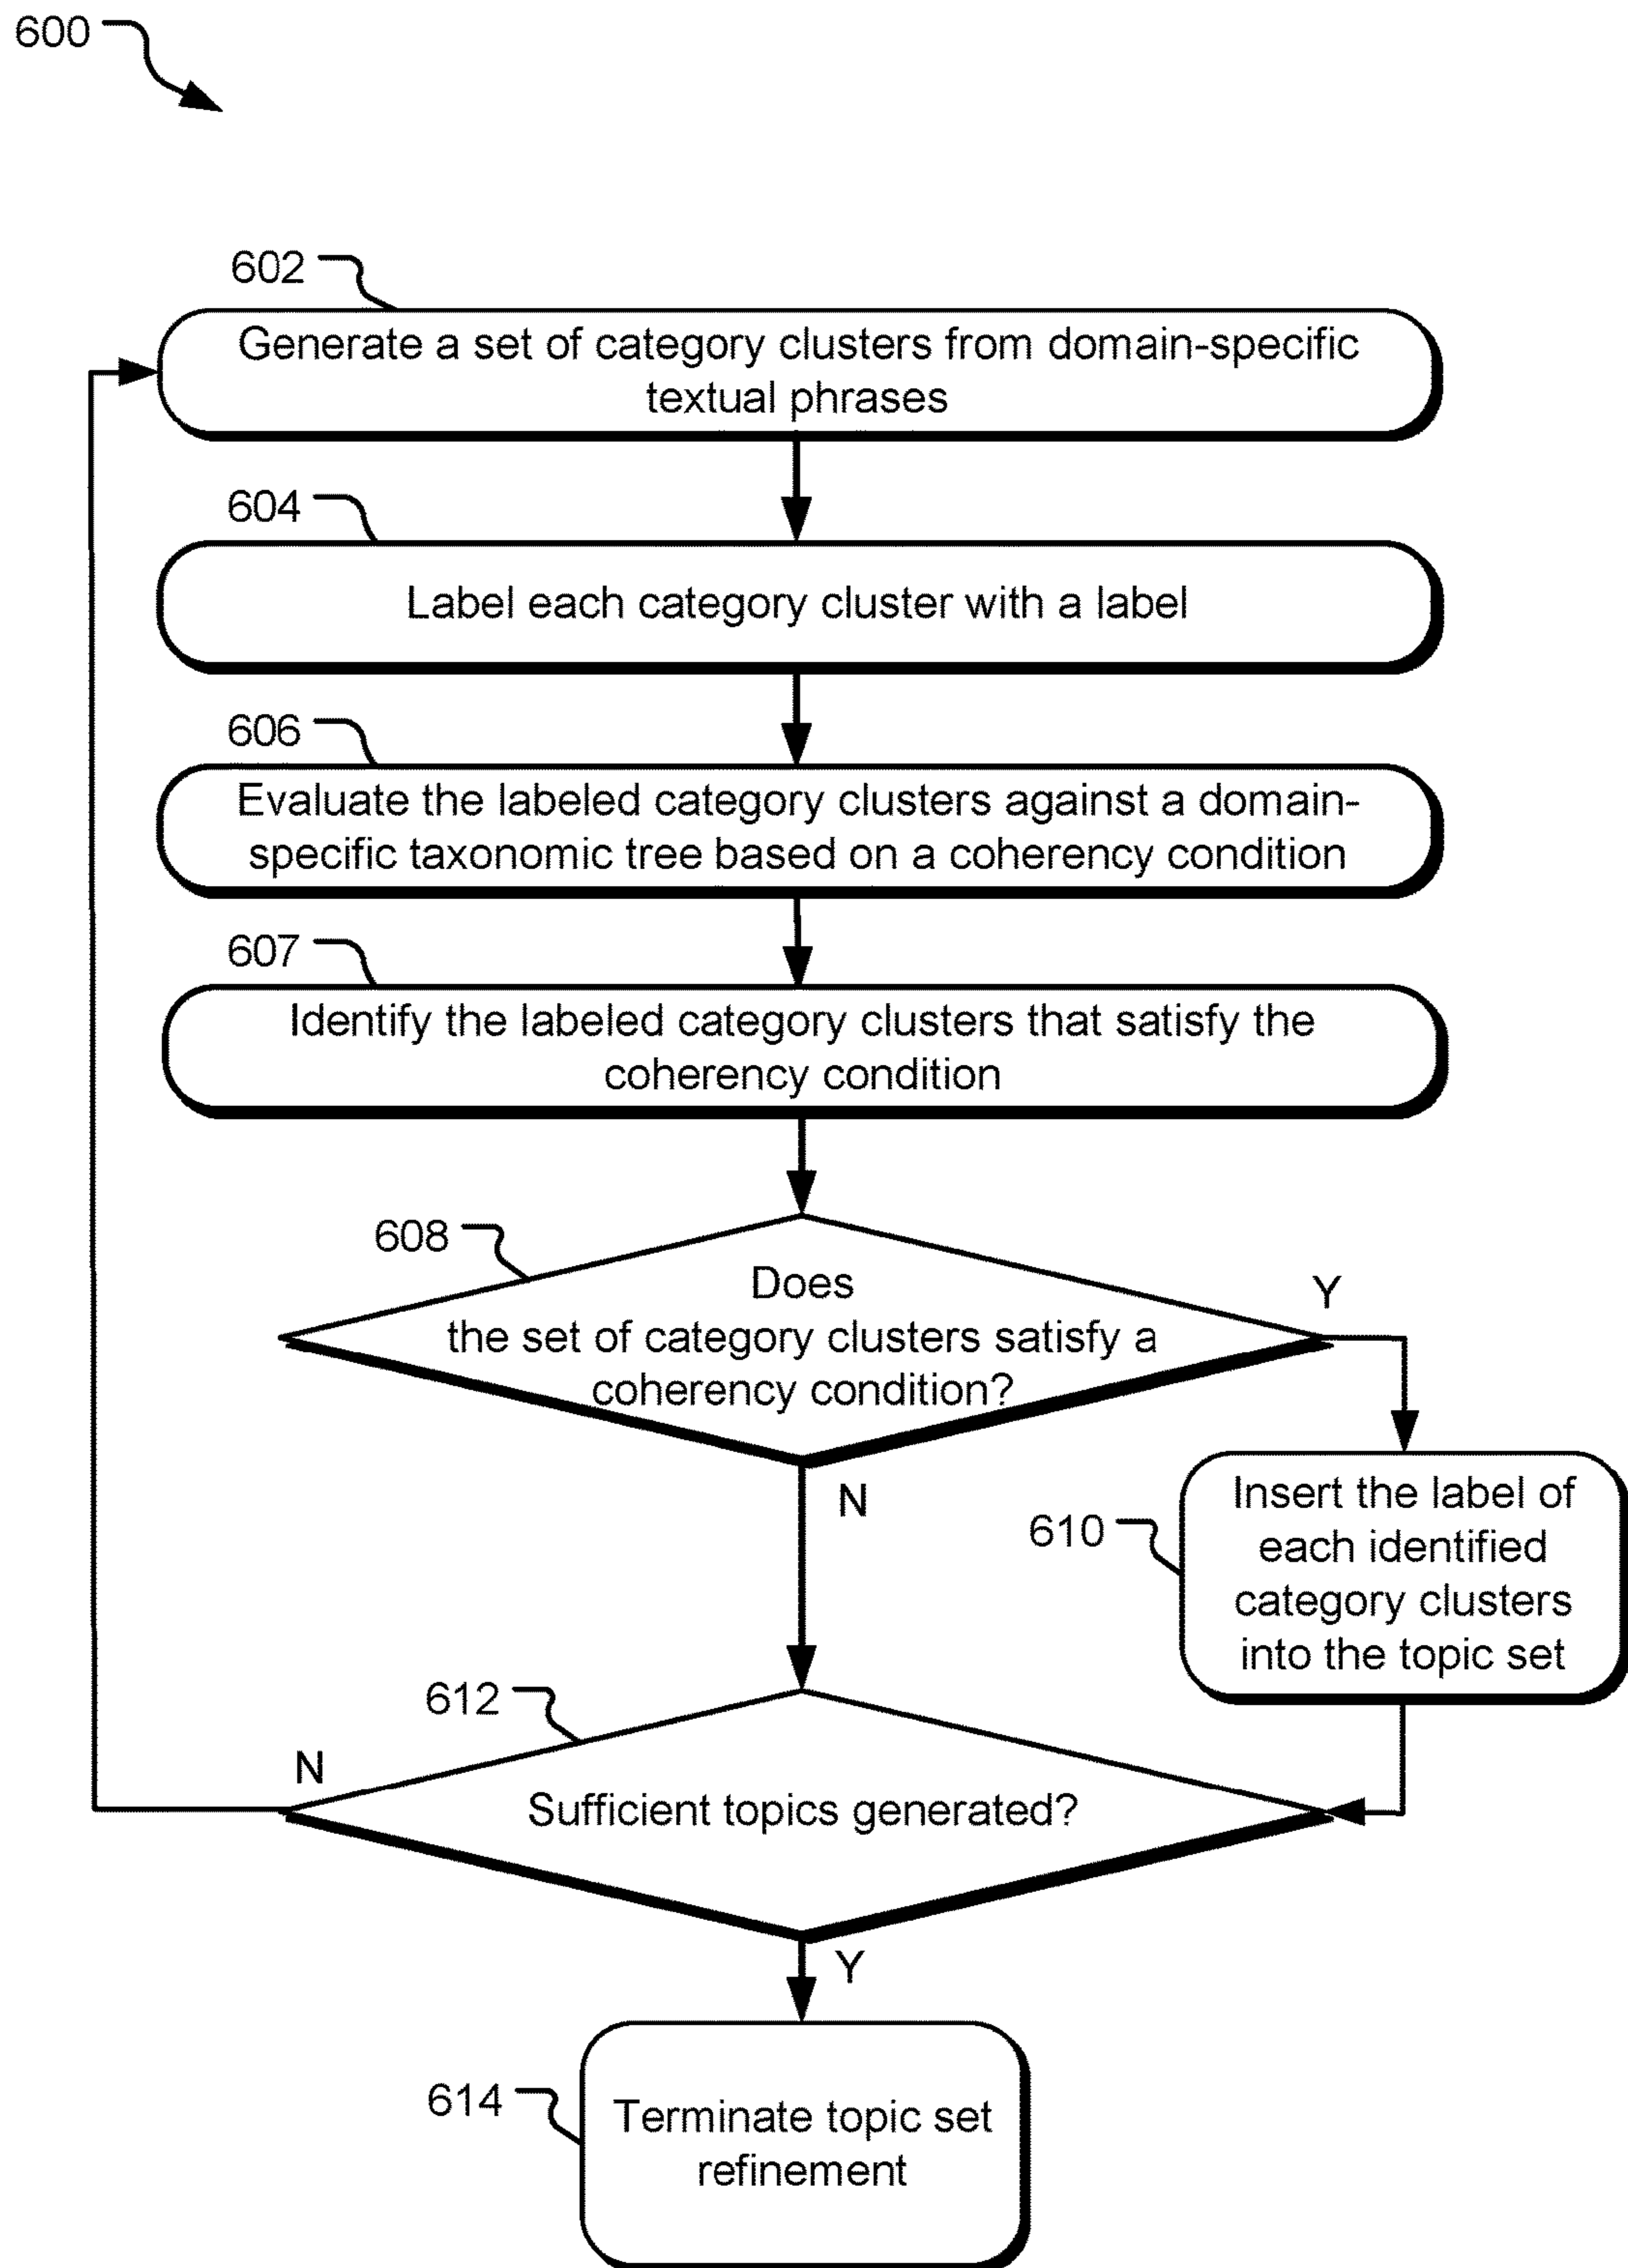 600
602
Generate a set of category clusters from domain-specific
textual phrases
604
Label each category cluster with a label
606
Evaluate the labeled category clusters against a domain-
specific taxonomic tree based on a coherency condition
607
Identify the labeled category clusters that satisfy the
coherency condition
608
Does
the set of category clusters satisfy a
coherency condition?
Y
N
610
Insert the label of
each identified
category clusters
into the topic set
612
N
Sufficient topics generated?
Y
614
Terminate topic set
refinement